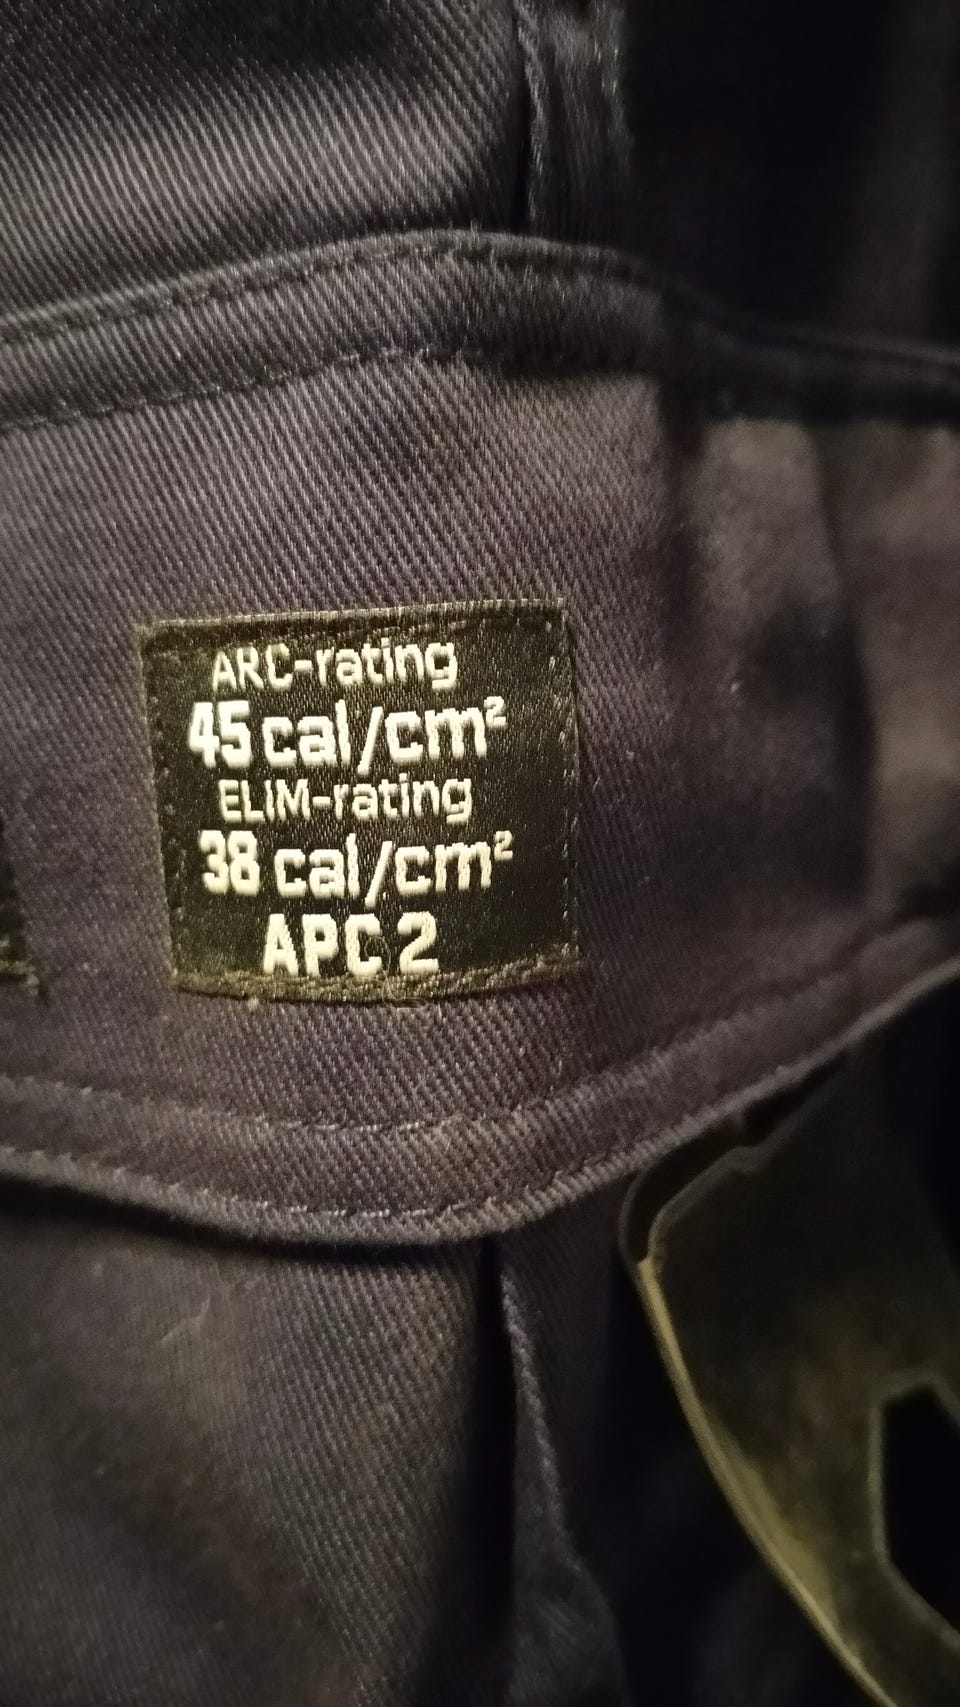 ARC-rating
45 cal/cm²
ELIM-rating
38 cal/cm²
APC 2